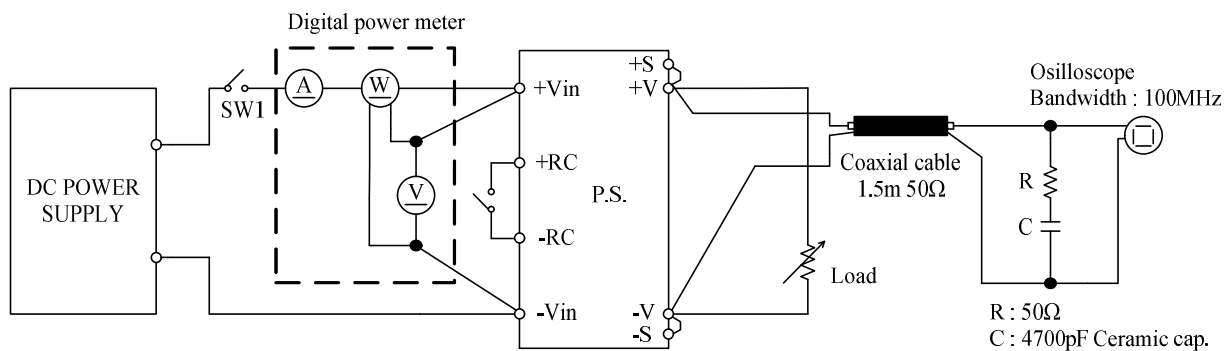 Digital power meter
DC POWER
SUPPLY
SW1
A
W
V
+Vin
+RC
-RC
-Vin
P.S.
+S
+V
-V
-S
Load
Coaxial cable
1.5m 50Ω
Osilloscope
Bandwidth : 100MHz
R
C
R : 50Ω
C : 4700pF Ceramic cap.